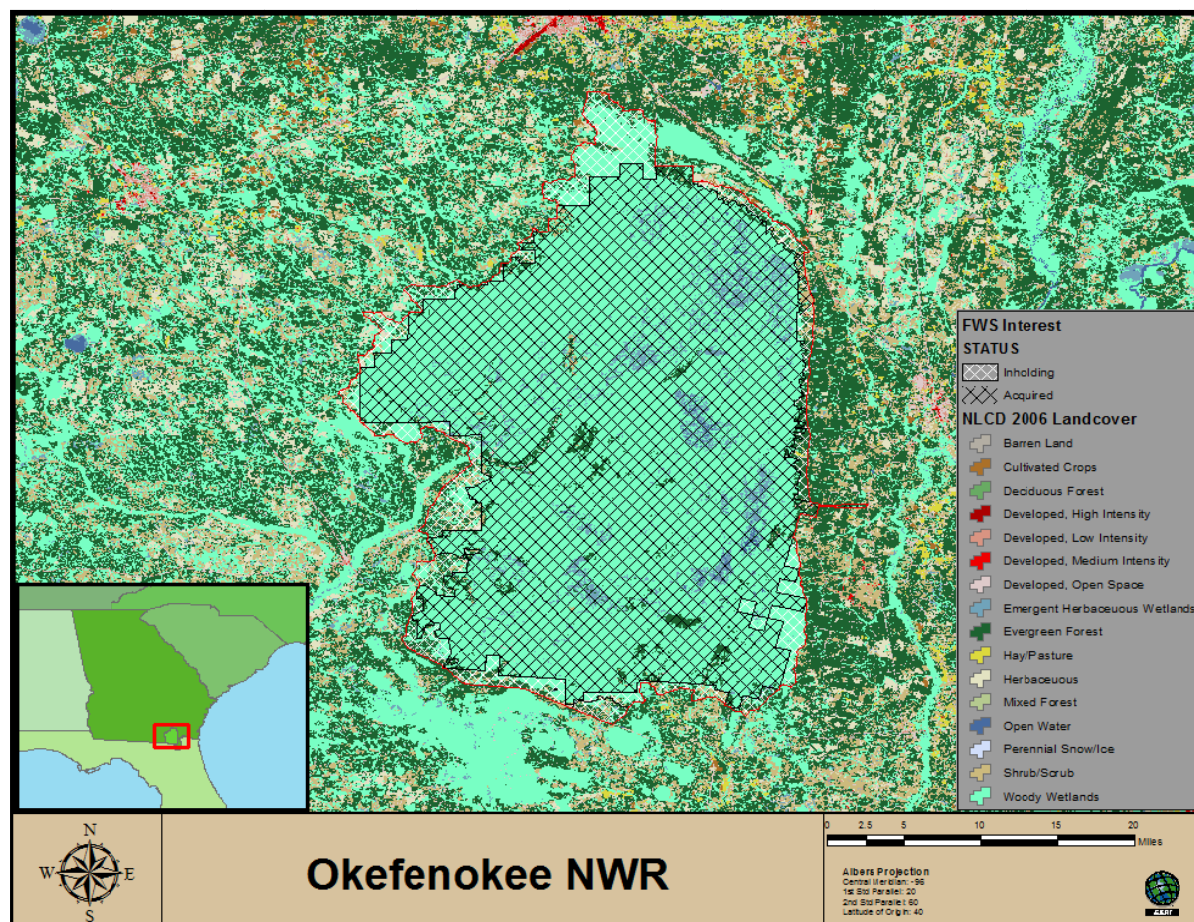 FWS Interest
STATUS
Inholding
Acquired
NLCD 2006 Landcover
Barren Land
Cultivated Crops
Deciduous Forest
Developed, High Intensity
Developed, Low Intensity
Developed, Medium Intensity
Developed, Open Space
Emergent Herbaceuous Wetlands
Evergreen Forest
Hay/Pasture
Herbaceuous
Mixed Forest
Open Water
Perennial Snow/Ice
Shrub/Scrub
Woody Wetlands
N
W E
S
Okefenokee NWR
0 2.5 5 10 15 20
Miles
Albers Projection
Central Meridian: -96
1st Std Parallel: 20
2nd Std Parallel: 60
Latitude of Origin: 40